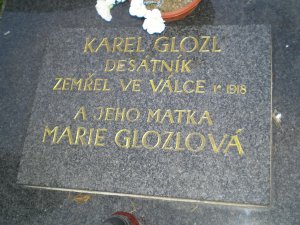 KAREL GLOZL
DESÁTNÍK
ZEMŘEL VE VÁLCE r. 1918
A JEHO MATKA
MARIE GLOZLOVÁ